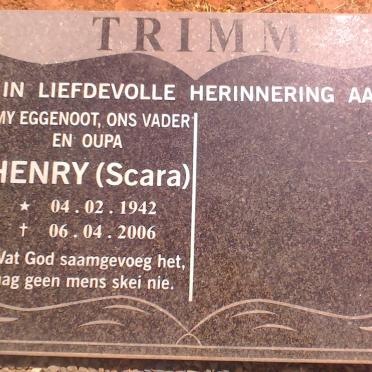 TRIMM
IN LIEFDEVOLLE HERINNERING AA
MY EGGENOOT, ONS VADER
EN OUPA
HENRY (Scara)
★ 04.02.1942
† 06.04.2006
Wat God saamgevoeg het,
mag geen mens skei nie.